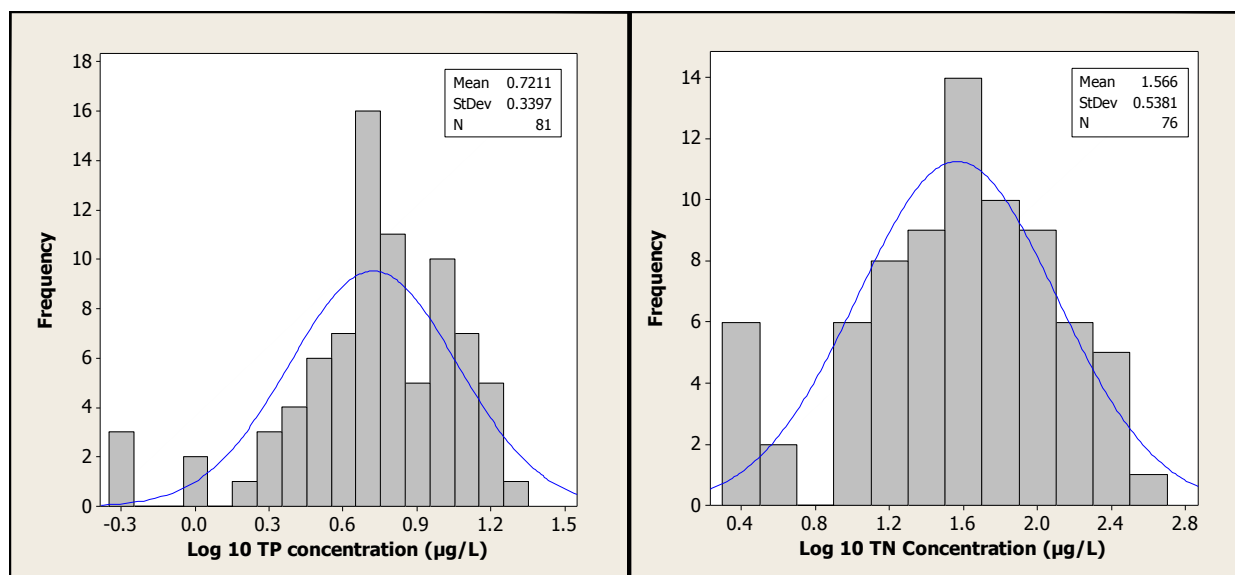 18
16
14
12
10
8
6
4
2
0
Frequency
Mean 0.7211
StDev 0.3397
N 81
-0.3 0.0 0.3 0.6 0.9 1.2 1.5
Log 10 TP concentration (µg/L)
14
12
10
8
6
4
2
0
Frequency
Mean 1.566
StDev 0.5381
N 76
0.4 0.8 1.2 1.6 2.0 2.4 2.8
Log 10 TN Concentration (µg/L)